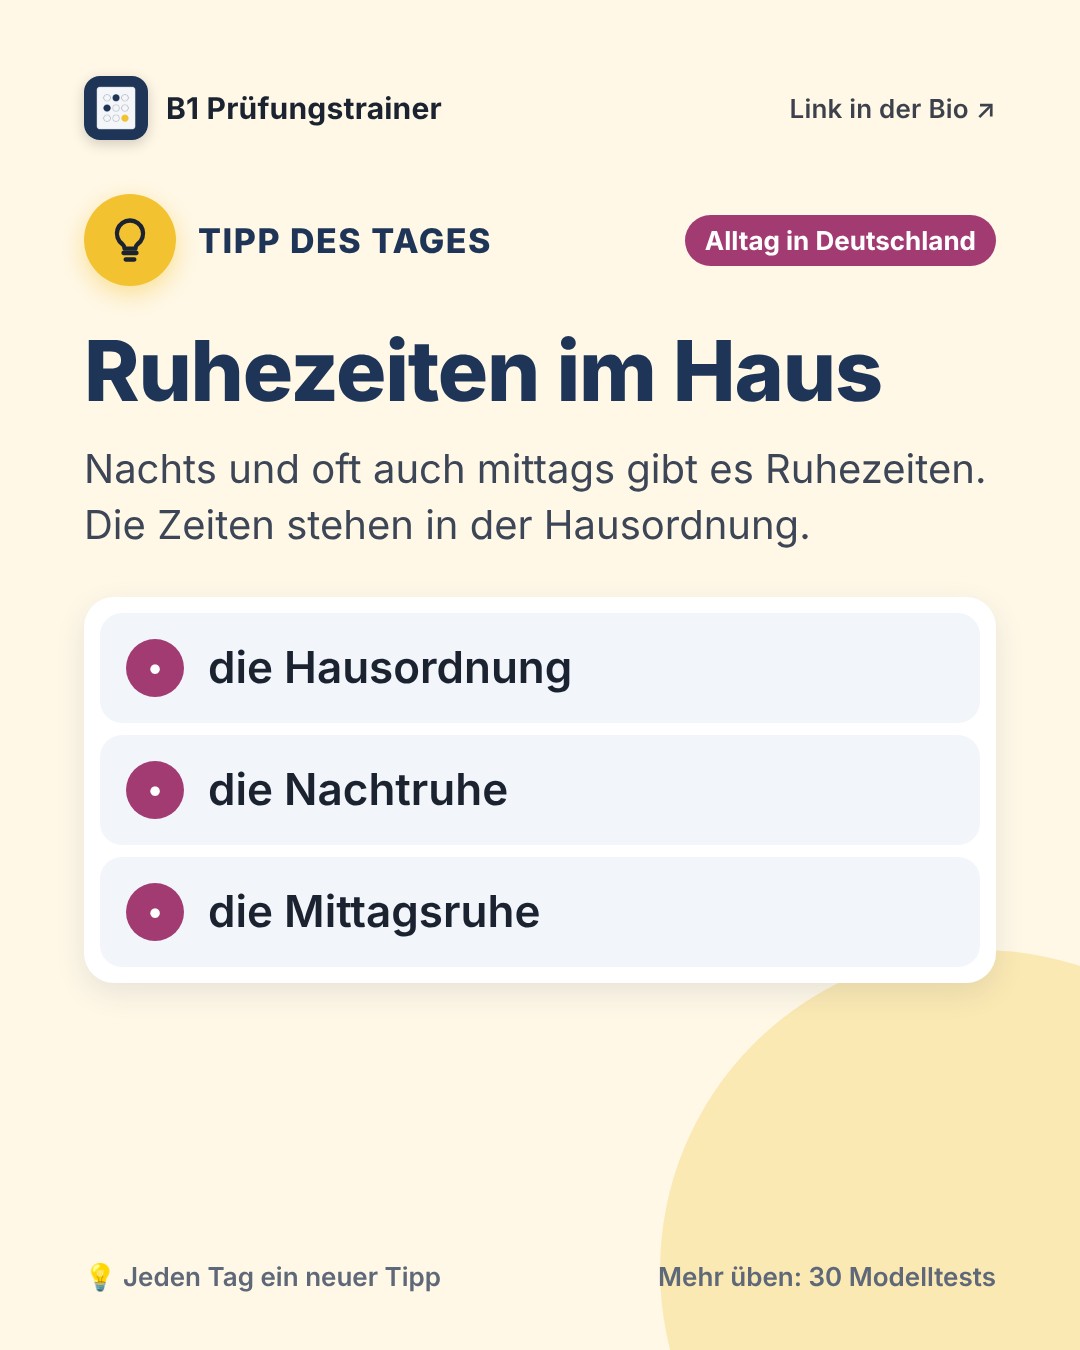 B1 Prüfungstrainer
Link in der Bio ↗
TIPP DES TAGES
Alltag in Deutschland
Ruhezeiten im Haus
Nachts und oft auch mittags gibt es Ruhezeiten.
Die Zeiten stehen in der Hausordnung.
die Hausordnung
die Nachtruhe
die Mittagsruhe
💡 Jeden Tag ein neuer Tipp
Mehr üben: 30 Modelltests